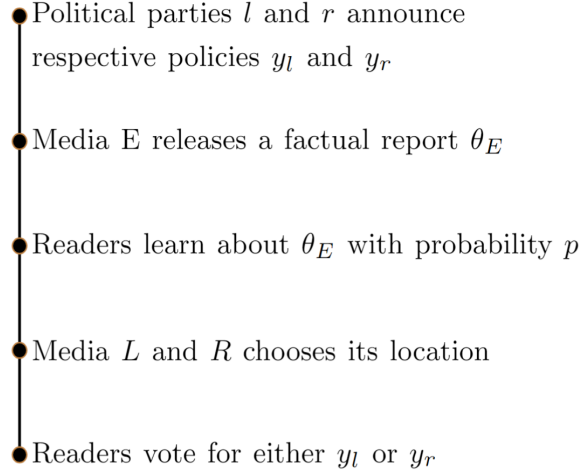 Political parties l and r announce
respective policies y_l and y_r
Media E releases a factual report θ_E
Readers learn about θ_E with probability p
Media L and R chooses its location
Readers vote for either y_l or y_r